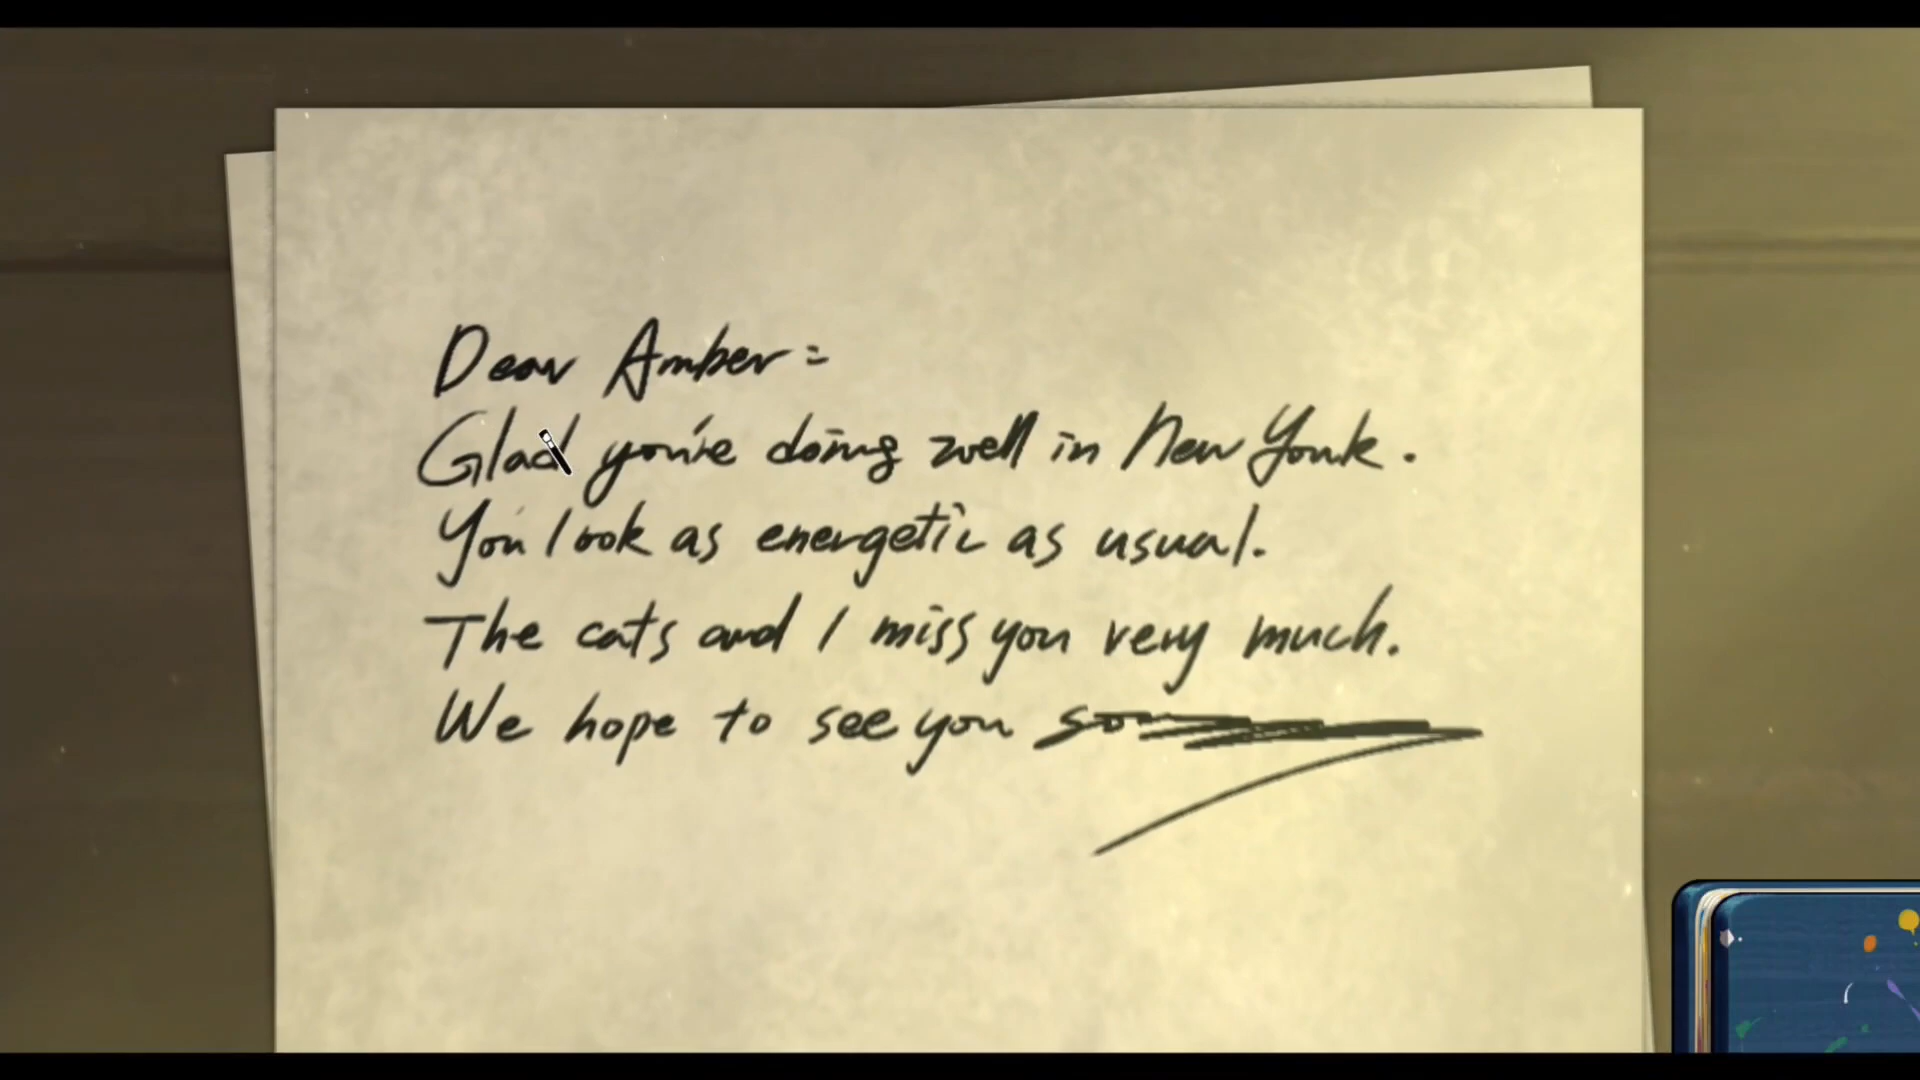 Dear Amber:
Glad you're doing well in New York.
You look as energetic as usual.
The cats and I miss you very much.
We hope to see you